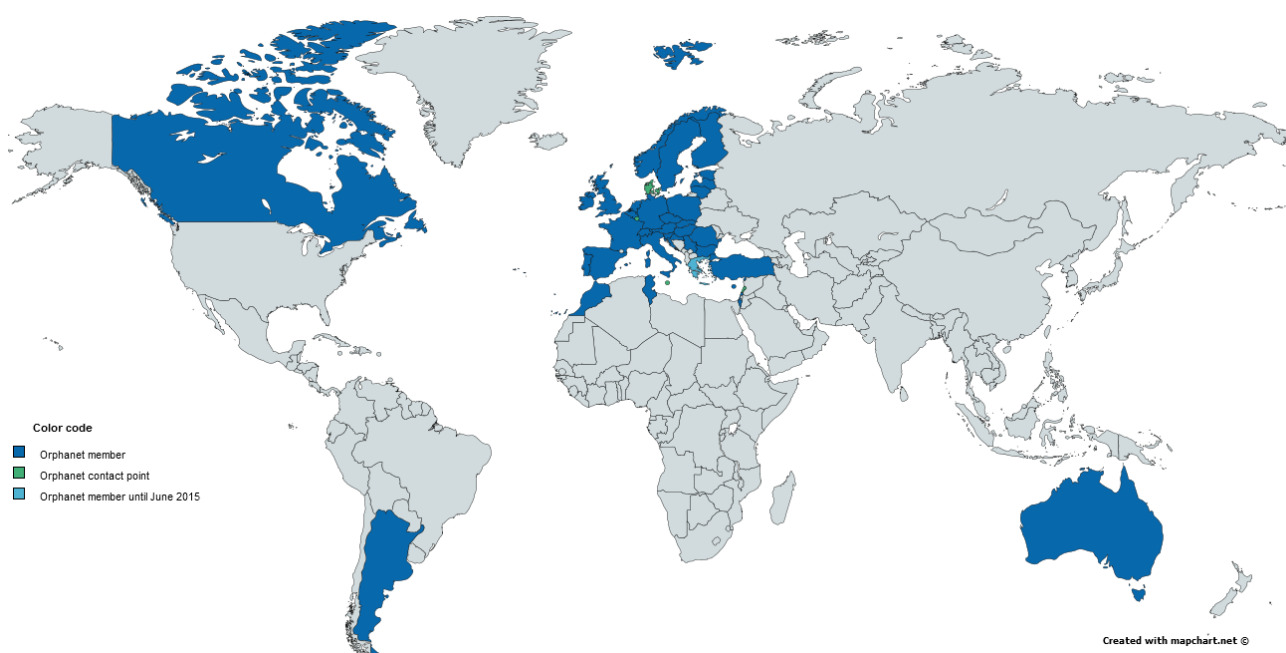 Color code
Orphanet member
Orphanet contact point
Orphanet member until June 2015
Created with mapchart.net ©